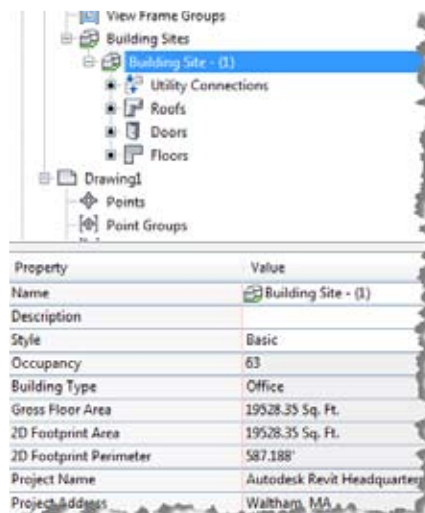 View Frame Groups
Building Sites
Building Site - (1)
Utility Connections
Roofs
Doors
Floors
Drawing1
Points
Point Groups
Property Value
Name Building Site - (1)
Description
Style Basic
Occupancy 63
Building Type Office
Gross Floor Area 19528.35 Sq. Ft.
2D Footprint Area 19528.35 Sq. Ft.
2D Footprint Perimeter 587.188'
Project Name Autodesk Revit Headquarters
Project Address Waltham, MA